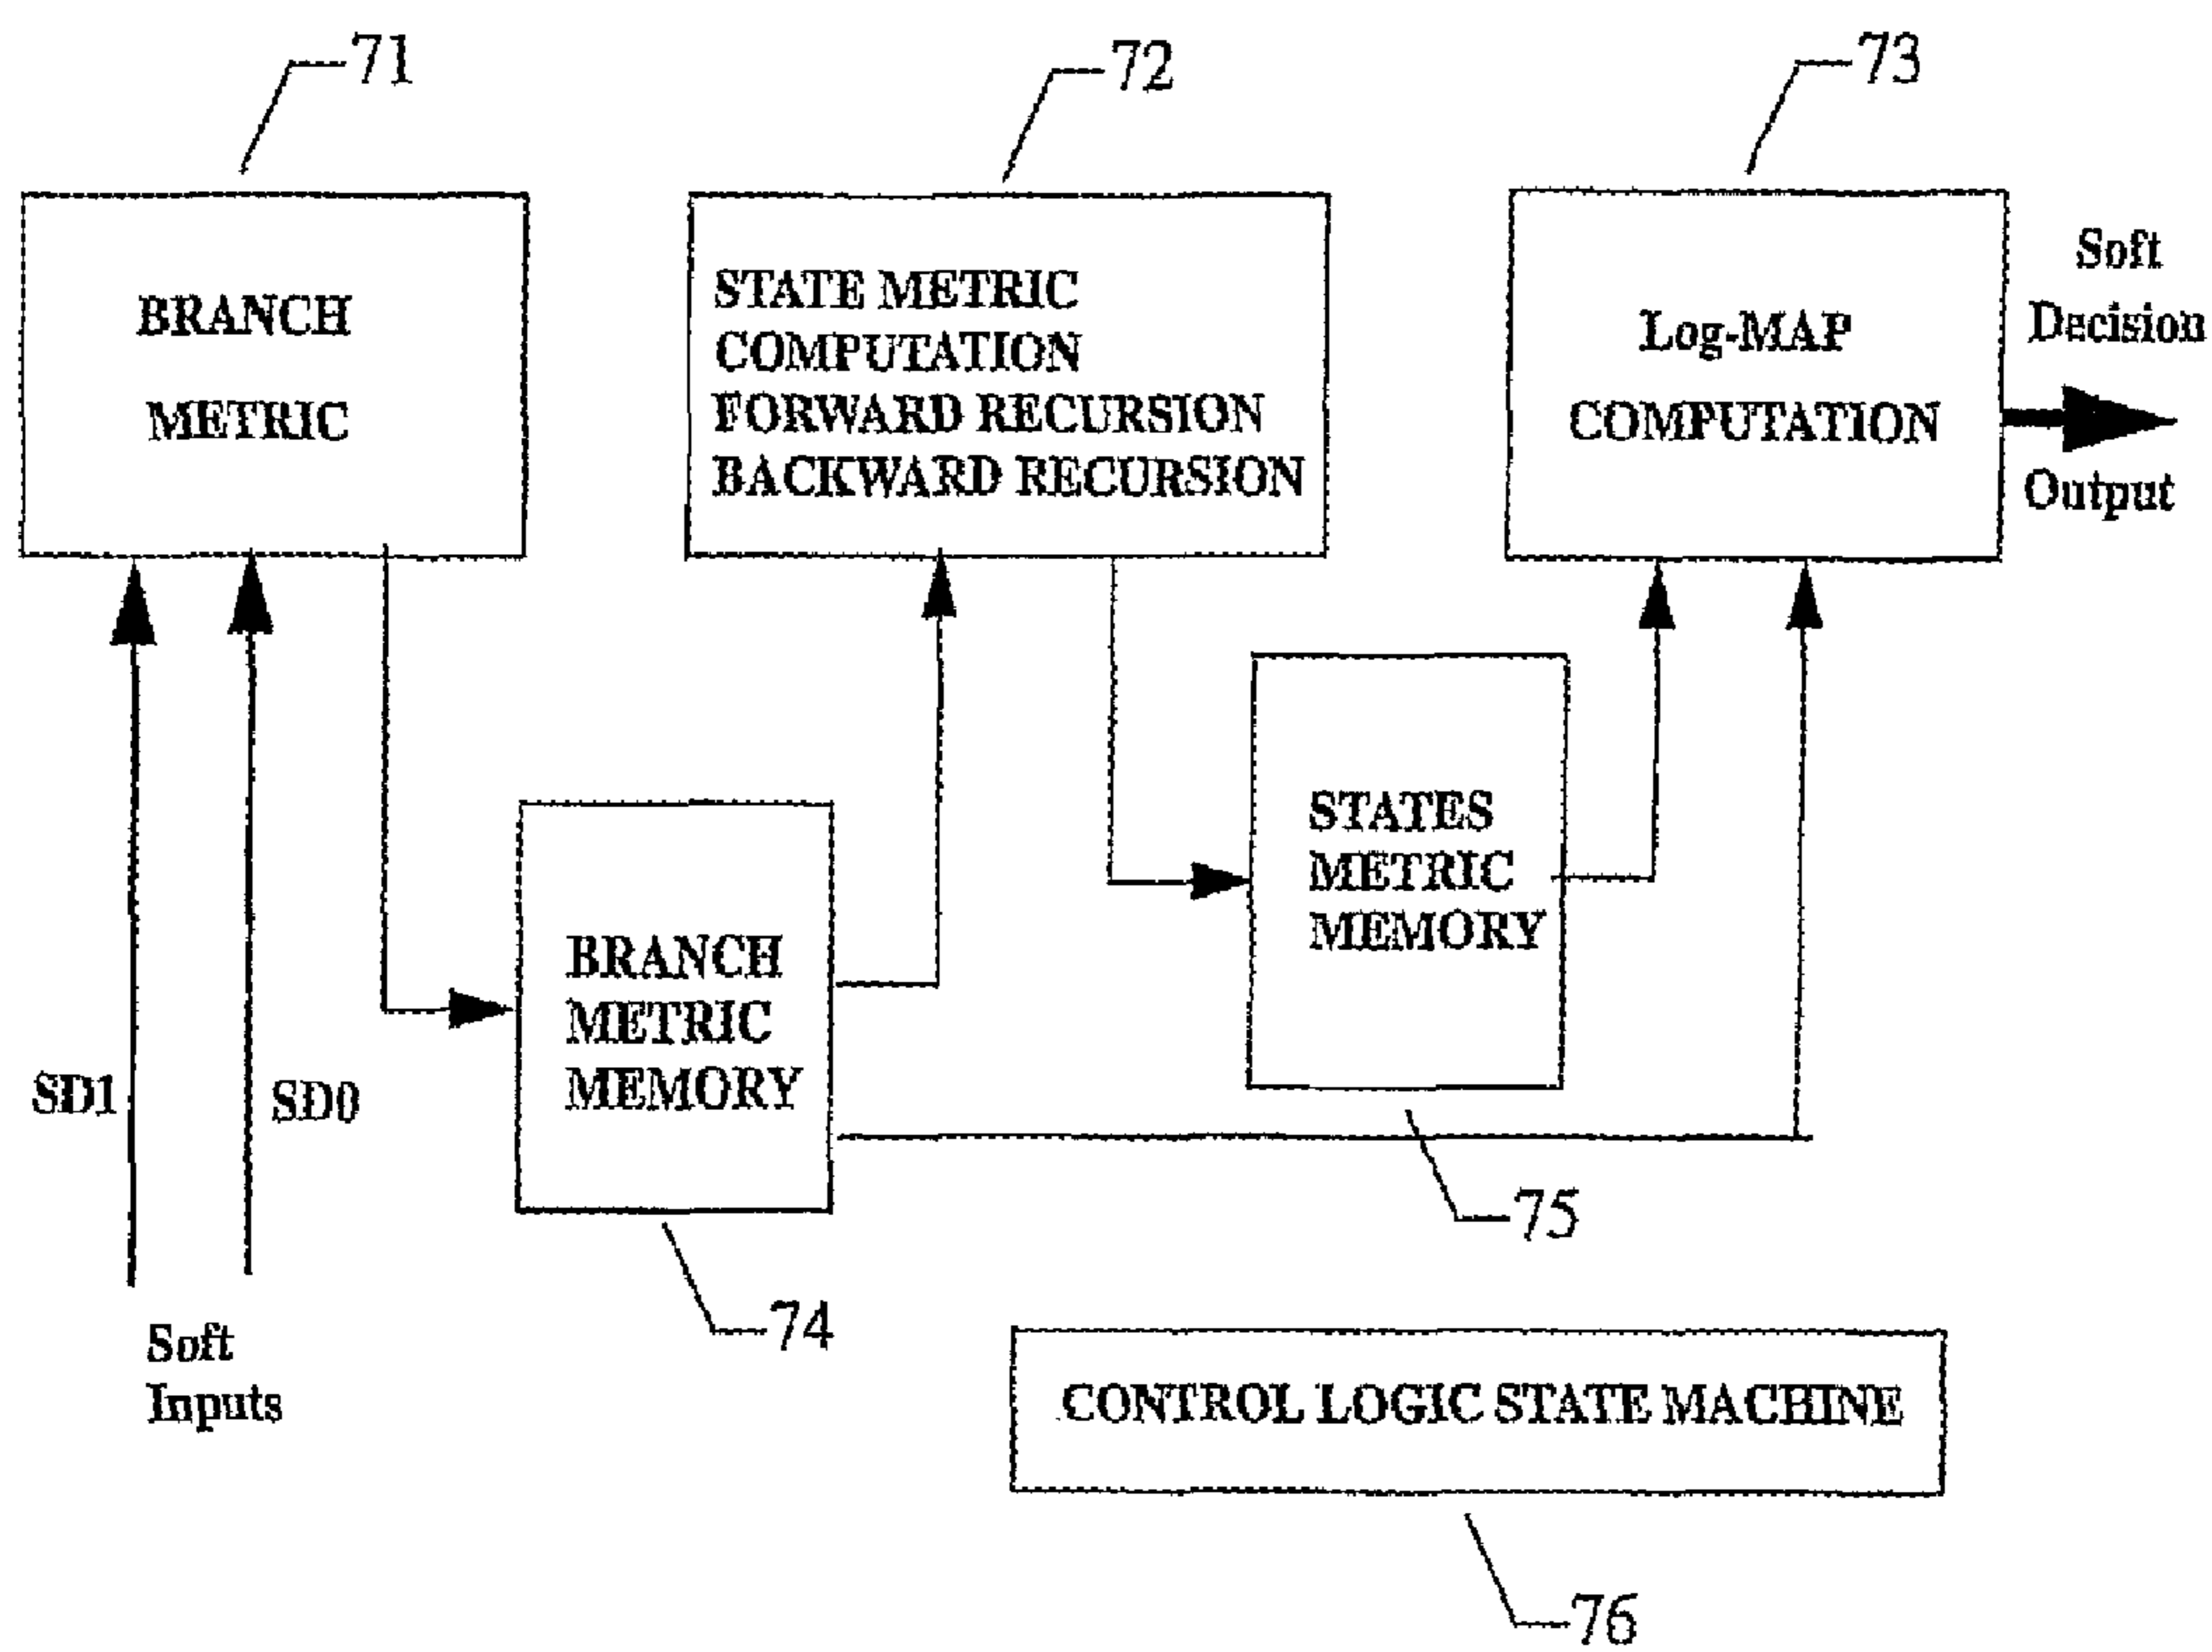 71
72
73
BRANCH
METRIC
STATE METRIC
COMPUTATION
FORWARD RECURSION
BACKWARD RECURSION
Log-MAP
COMPUTATION
Soft
Decision
Output
STATES
METRIC
MEMORY
BRANCH
METRIC
MEMORY
SD1
SD0
75
74
Soft
Inputs
CONTROL LOGIC STATE MACHINE
76